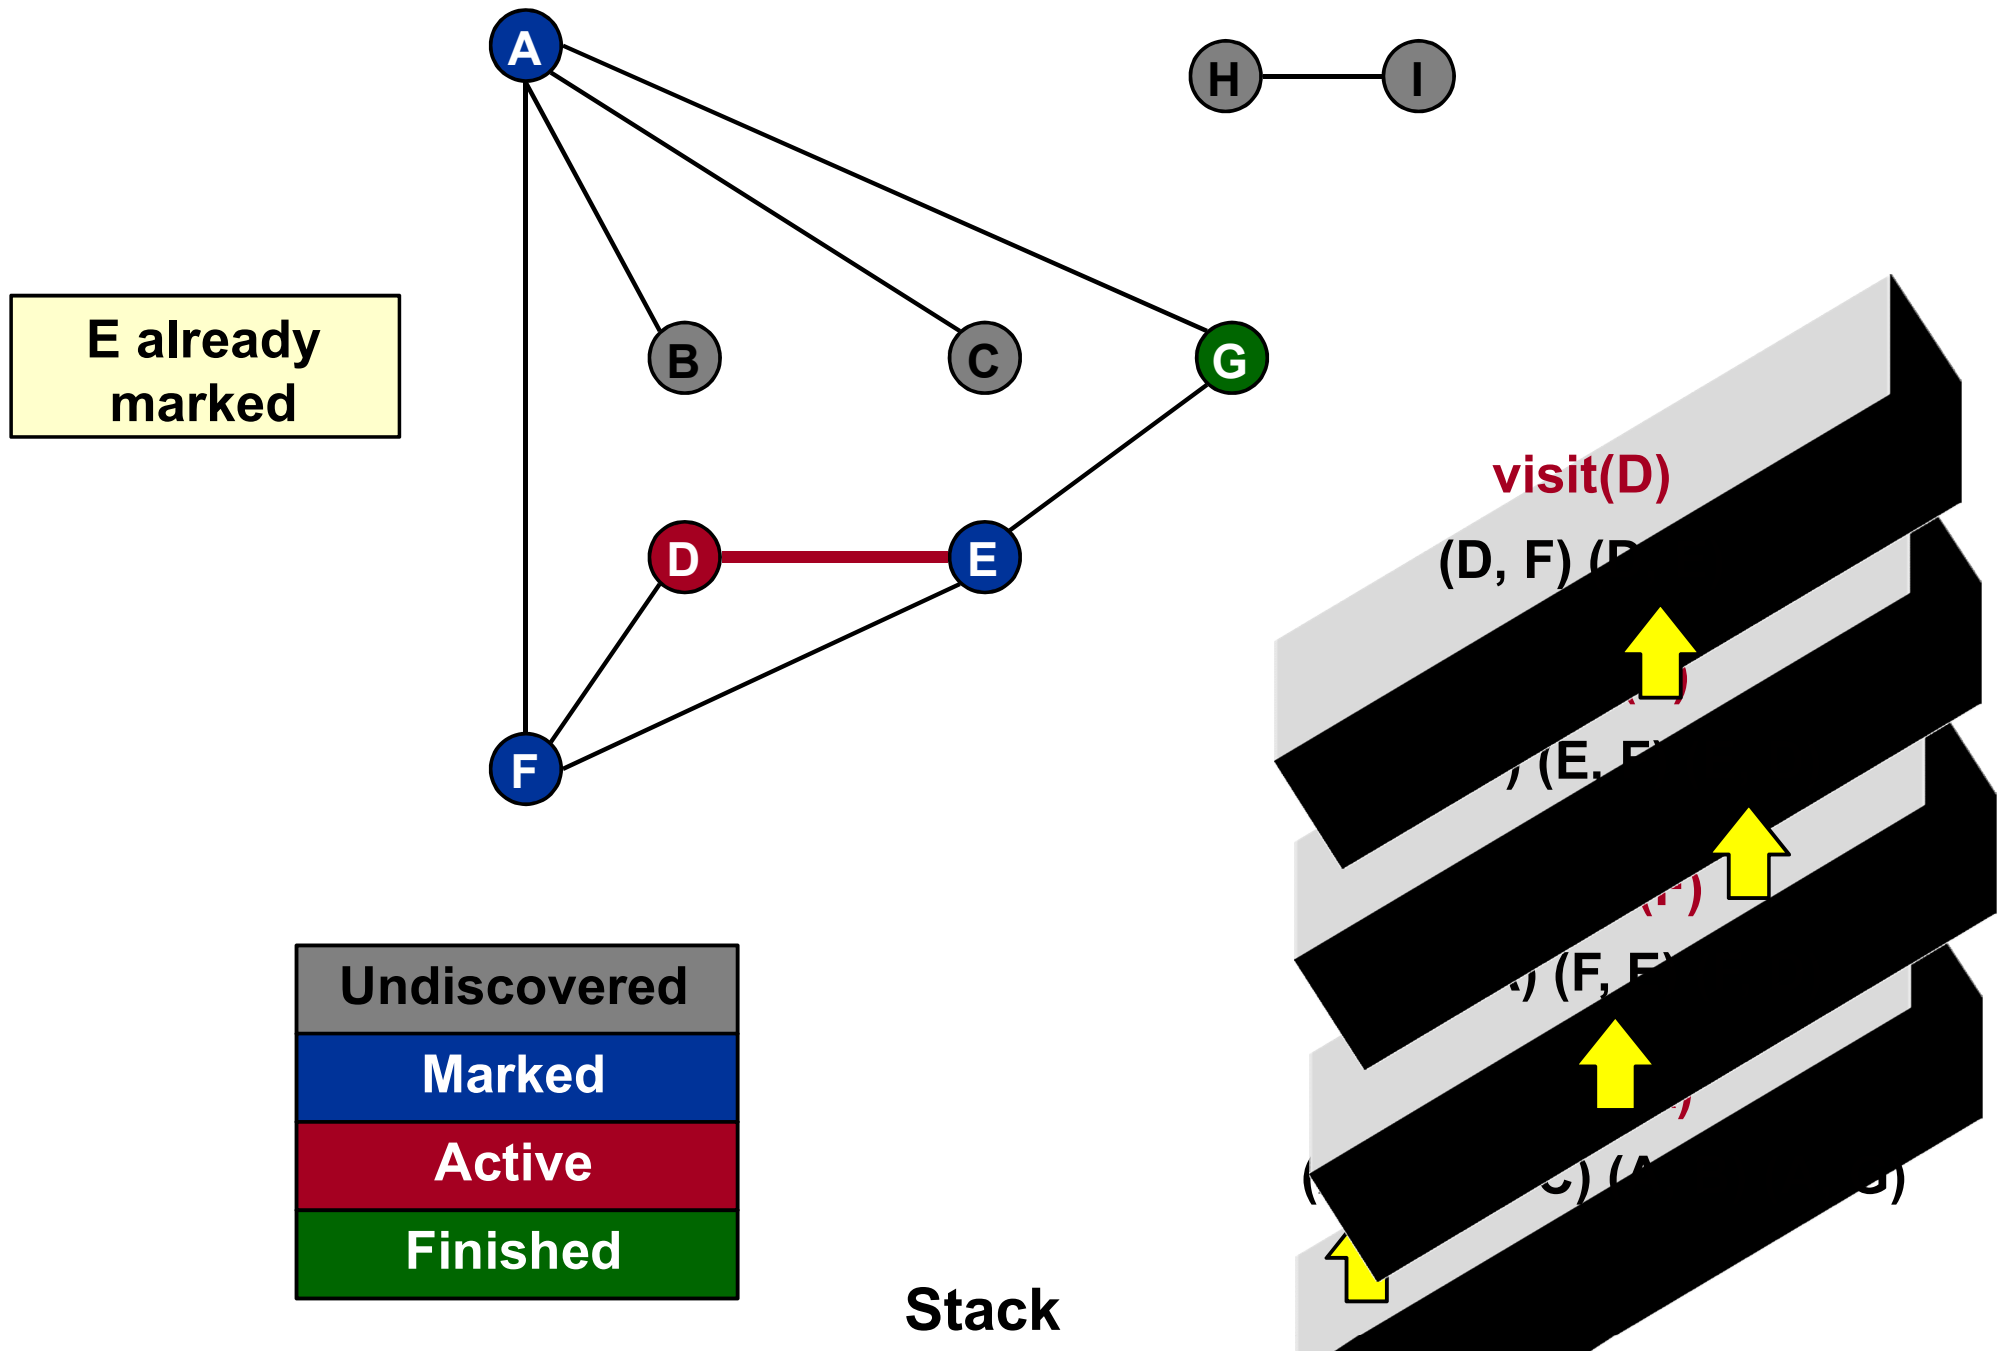 A
H
I
E already
marked
B
C
G
visit(D)
D
E
(D, F)
(E,
F
(F,
Undiscovered
Marked
Active
Finished
Stack